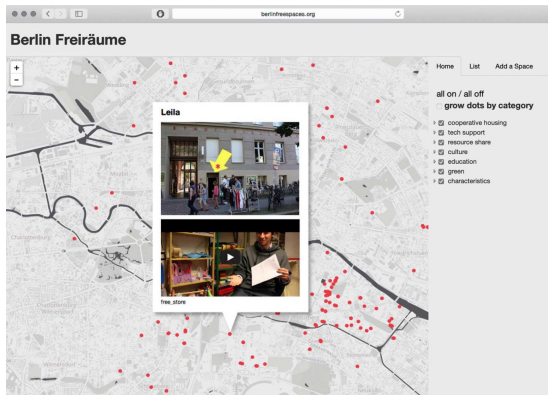 berlinfreespaces.org
Berlin Freiräume
+
-
Home List Add a Space
all on / all off
grow dots by category
cooperative housing
tech support
resource share
culture
education
green
characteristics
Leila
free_store